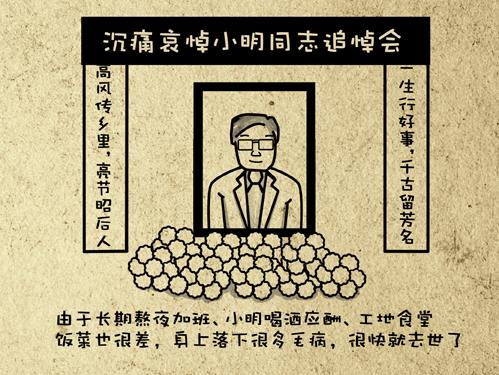 沉痛哀悼小明同志追悼会
高风传乡里，亮节昭后人
一生行好事，千古留芳名
由于长期熬夜加班、小明喝酒应酬、工地食堂
饭菜也很差，身上落下很多毛病，很快就去世了